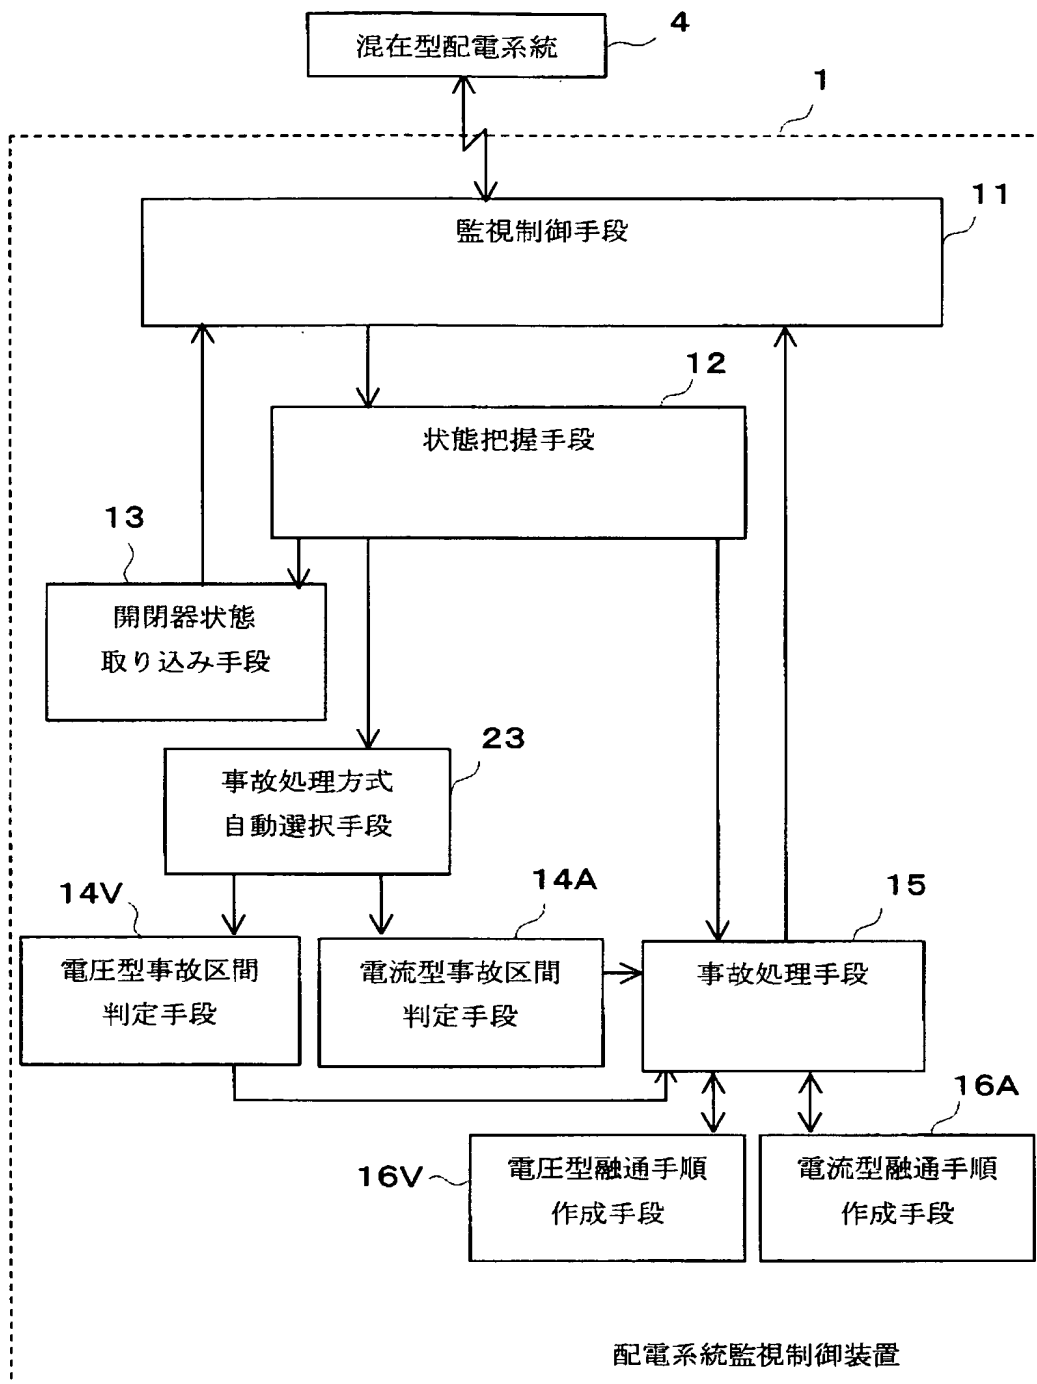 混在型配電系統
4
1
監視制御手段
11
12
状態把握手段
13
開閉器状態
取り込み手段
23
事故処理方式
自動選択手段
14V
電圧型事故区間
判定手段
14A
電流型事故区間
判定手段
15
事故処理手段
16V
電圧型融通手順
作成手段
16A
電流型融通手順
作成手段
配電系統監視制御装置